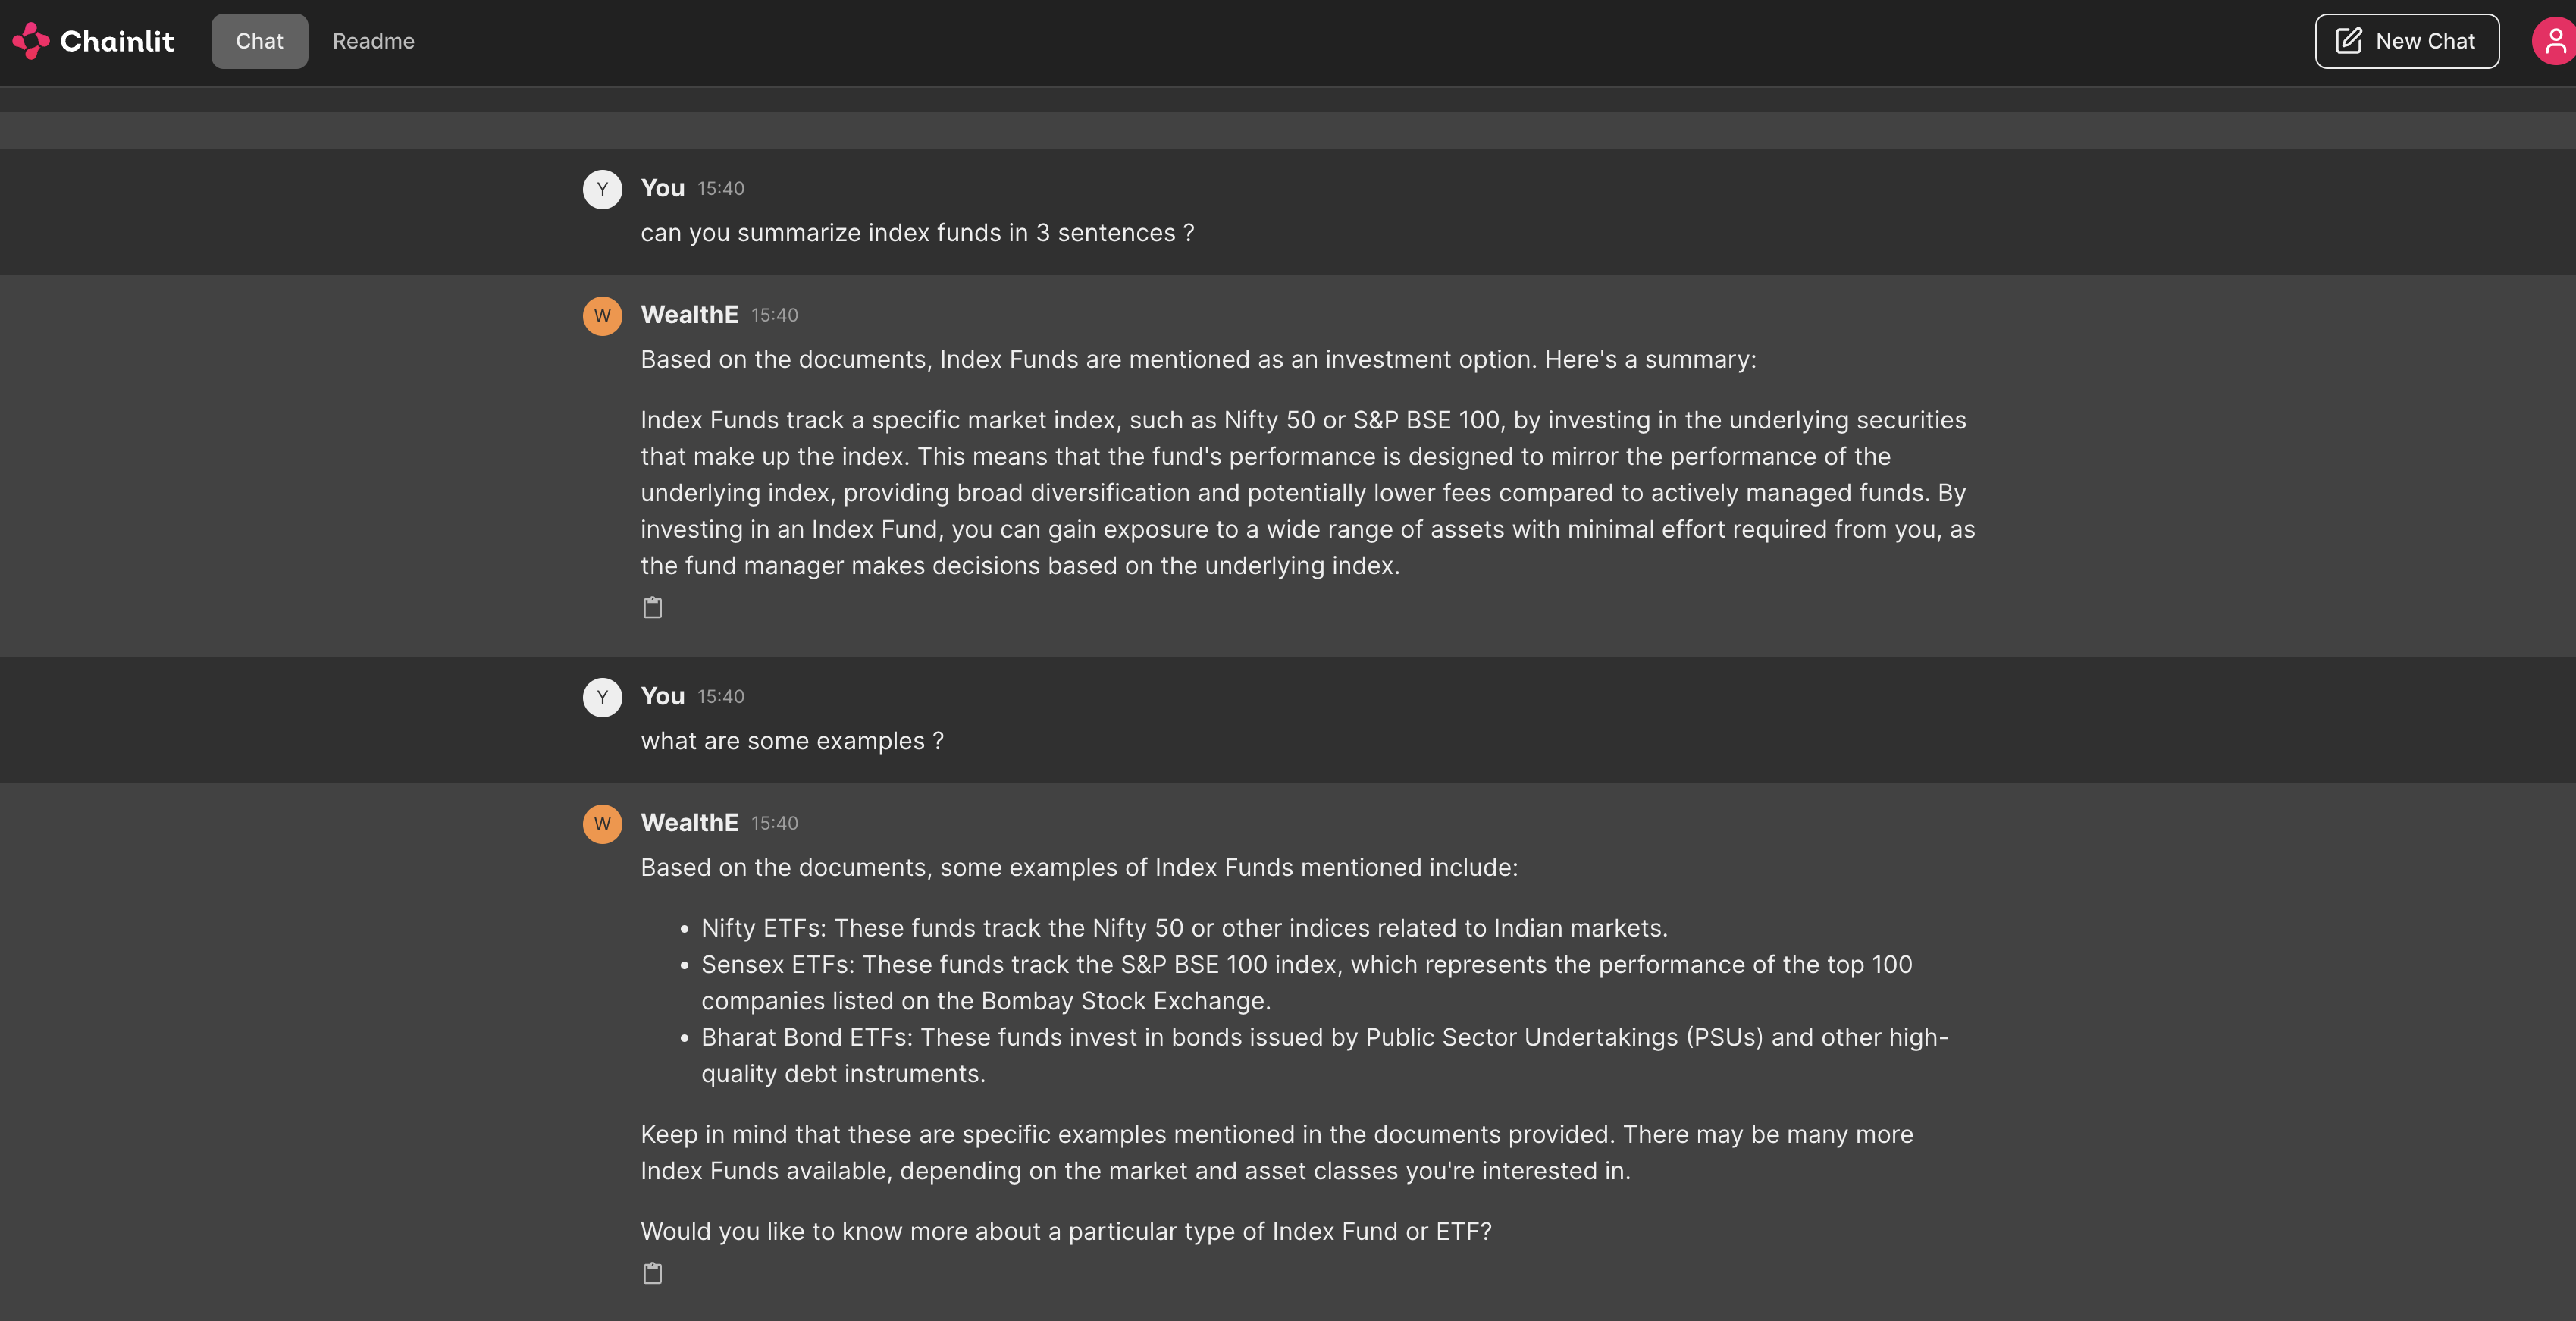 Chainlit Chat Readme New Chat
Y You 15:40
can you summarize index funds in 3 sentences ?
W WealthE 15:40
Based on the documents, Index Funds are mentioned as an investment option. Here's a summary:
Index Funds track a specific market index, such as Nifty 50 or S&P BSE 100, by investing in the underlying securities
that make up the index. This means that the fund's performance is designed to mirror the performance of the
underlying index, providing broad diversification and potentially lower fees compared to actively managed funds. By
investing in an Index Fund, you can gain exposure to a wide range of assets with minimal effort required from you, as
the fund manager makes decisions based on the underlying index.
Y You 15:40
what are some examples ?
W WealthE 15:40
Based on the documents, some examples of Index Funds mentioned include:
• Nifty ETFs: These funds track the Nifty 50 or other indices related to Indian markets.
• Sensex ETFs: These funds track the S&P BSE 100 index, which represents the performance of the top 100
companies listed on the Bombay Stock Exchange.
• Bharat Bond ETFs: These funds invest in bonds issued by Public Sector Undertakings (PSUs) and other high-
quality debt instruments.
Keep in mind that these are specific examples mentioned in the documents provided. There may be many more
Index Funds available, depending on the market and asset classes you're interested in.
Would you like to know more about a particular type of Index Fund or ETF?